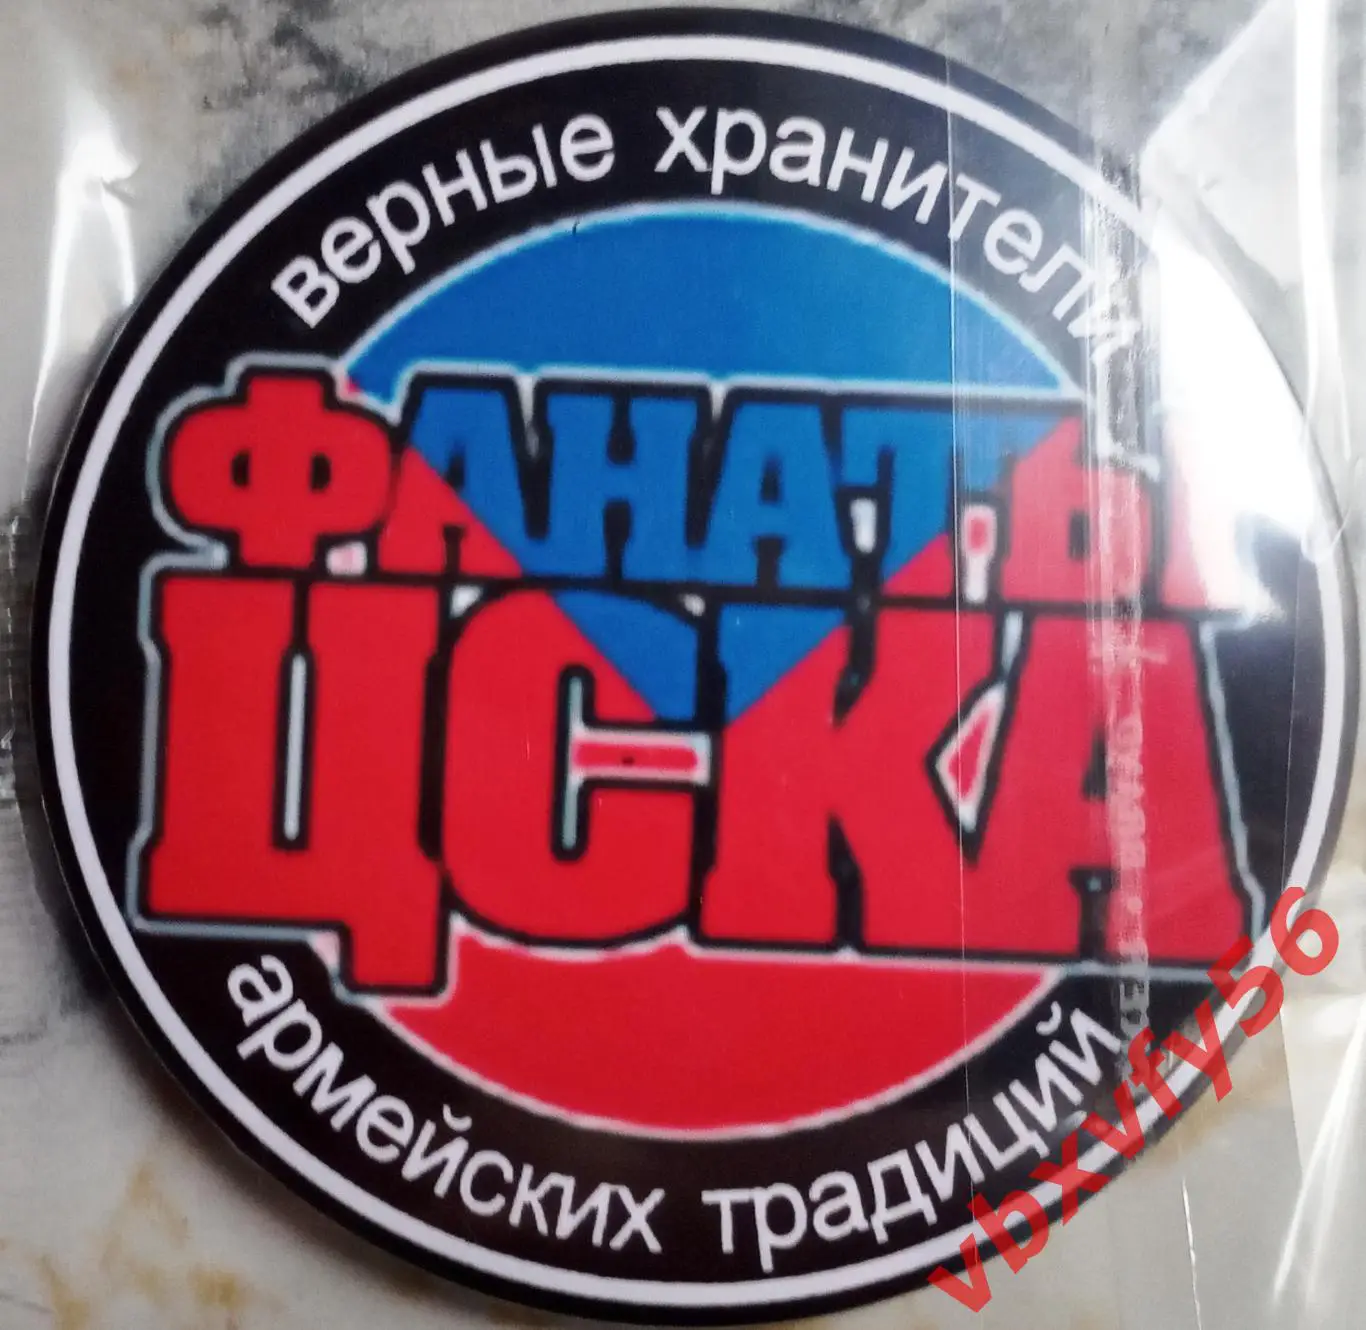 верные хранители
ФАНАТЫ
ЦСКА
армейских традиций
vbxvfy56